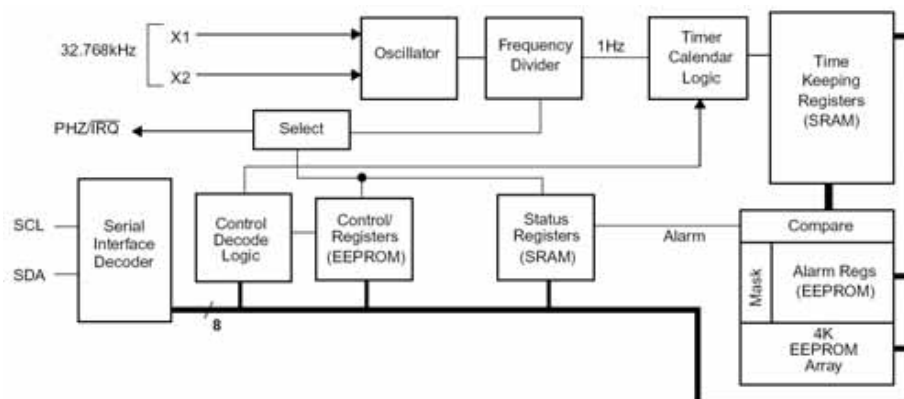 32.768kHz
X1
X2
Oscillator
Frequency
Divider
1Hz
Timer
Calendar
Logic
Time
Keeping
Registers
(SRAM)
PHZ/IRQ
Select
SCL
SDA
Serial
Interface
Decoder
Control
Decode
Logic
Control/
Registers
(EEPROM)
Status
Registers
(SRAM)
Alarm
Compare
Mask
Alarm Regs
(EEPROM)
4K
EEPROM
Array
8